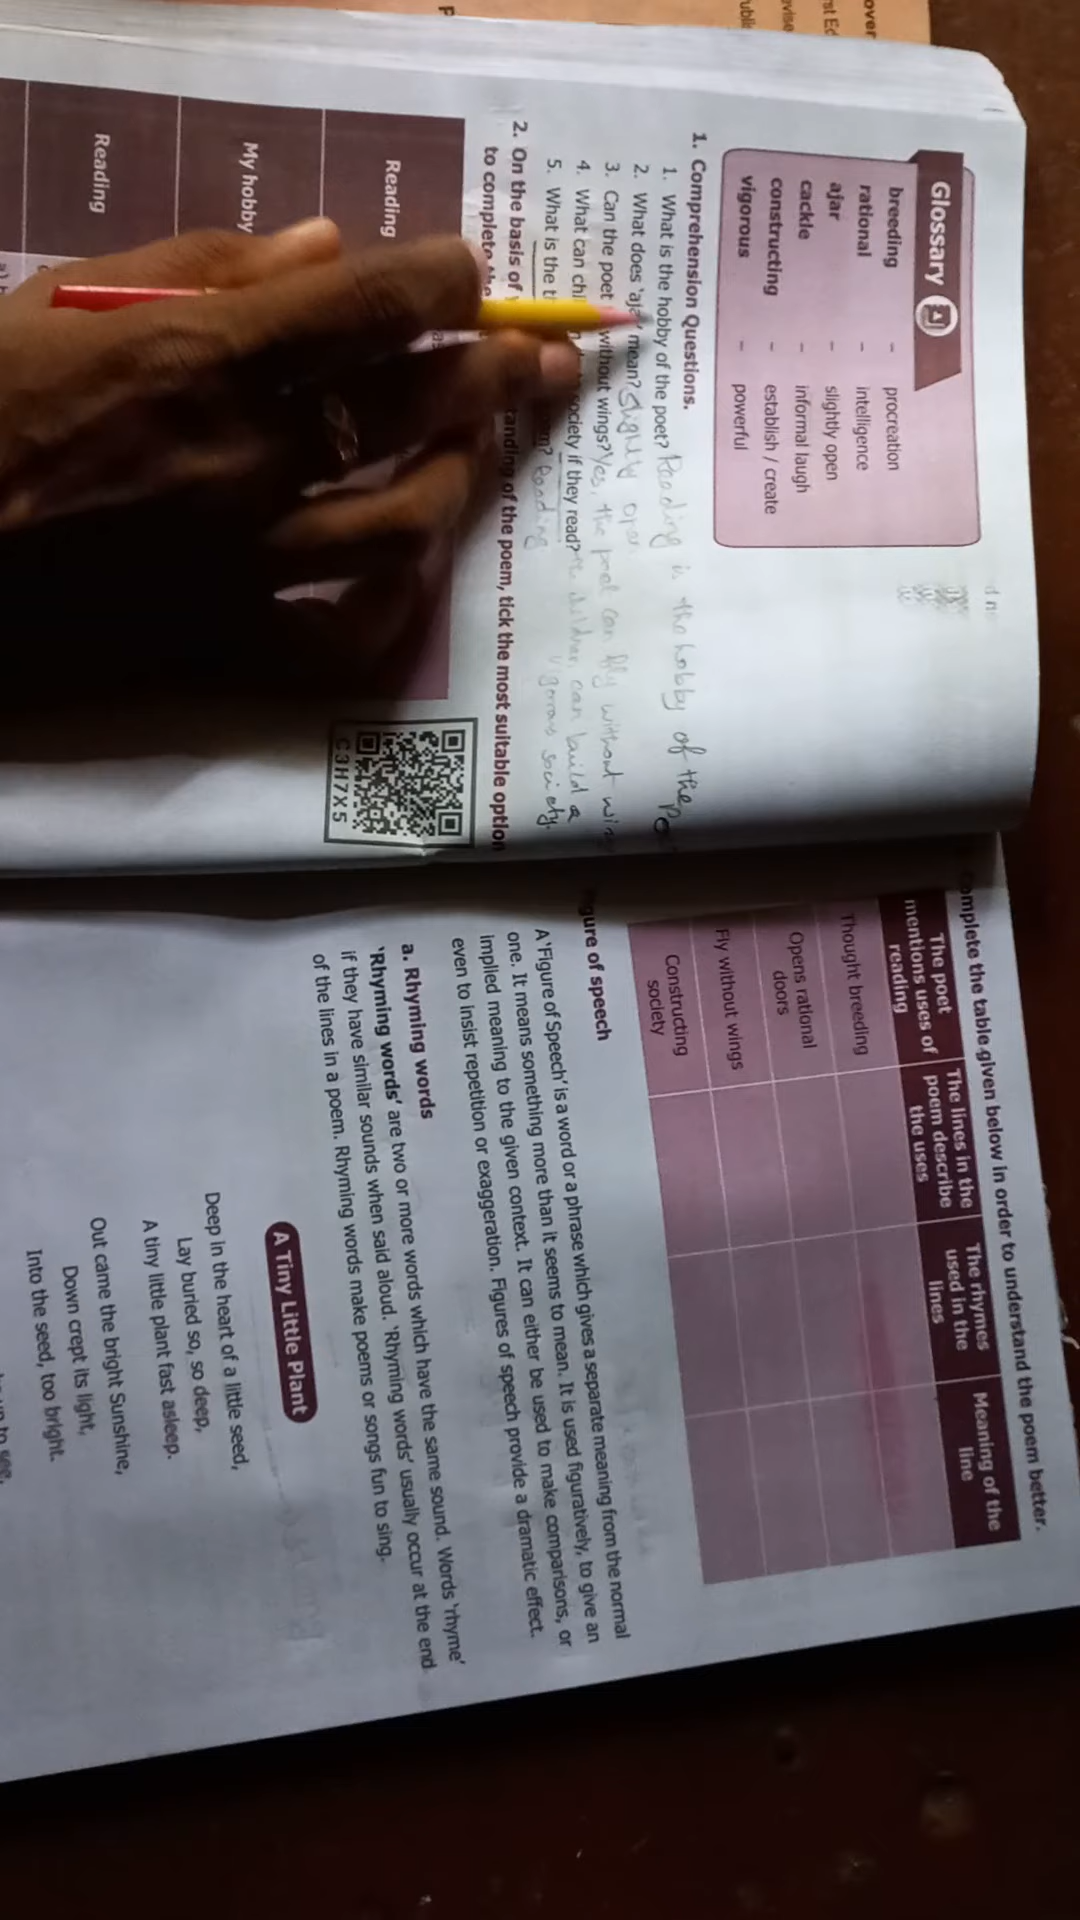 over
Glossary
breeding – procreation
rational – intelligence
ajar – slightly open
cackle – informal laugh
constructing – establish / create
vigorous – powerful
1. Comprehension Questions.
1. What is the hobby of the poet? Reading is the hobby of the
2. What does 'ajar' mean? Slightly open.
3. Can the poet without wings? Yes, the poet can fly without
4. What can society if they read? The children can build a
Vigorous society.
5. What is the Reading
2. On the basis of of the poem, tick the most suitable option
to complete the
Reading
My hobby
Reading
C3H7X5
omplete the table given below in order to understand the poem better.
The poet mentions uses of reading
The lines in the poem describe the uses
The rhymes used in the lines
Meaning of the line
Thought breeding
Opens rational doors
Fly without wings
Constructing society
gure of speech
A 'Figure of Speech' is a word or a phrase which gives a separate meaning from the normal
one. It means something more than it seems to mean. It is used figuratively, to give an
implied meaning to the given context. It can either be used to make comparisons, or
even to insist repetition or exaggeration. Figures of speech provide a dramatic effect.
a. Rhyming words
'Rhyming words' are two or more words which have the same sound. Words 'rhyme'
if they have similar sounds when said aloud. 'Rhyming words' usually occur at the end
of the lines in a poem. Rhyming words make poems or songs fun to sing.
A Tiny Little Plant
Deep in the heart of a little seed,
Lay buried so, so deep,
A tiny little plant fast asleep.
Out came the bright Sunshine,
Down crept its light,
Into the seed, too bright.